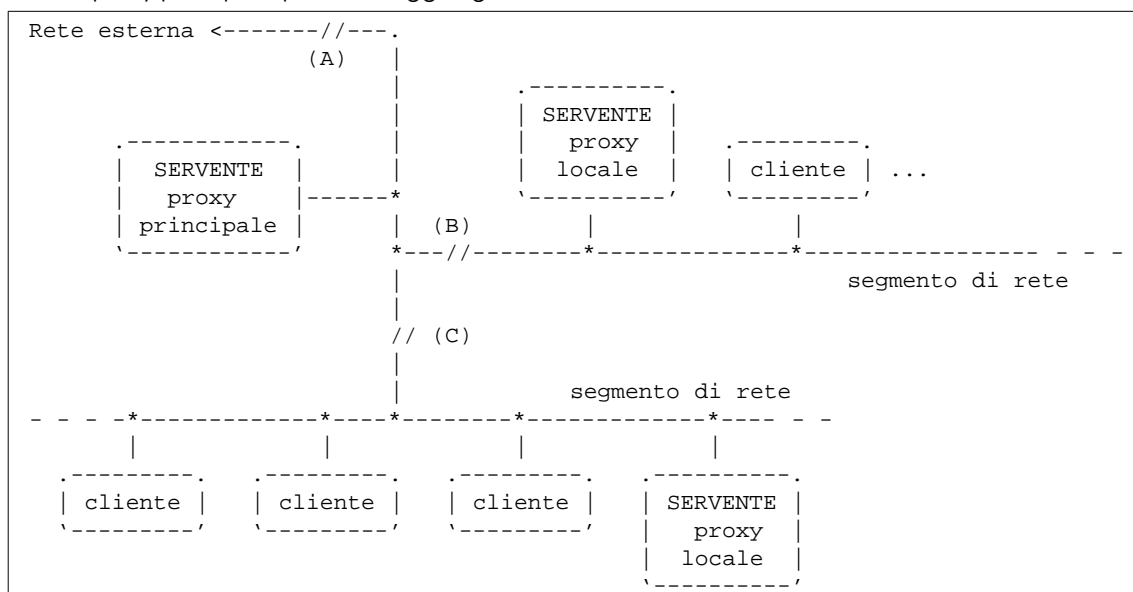 Rete esterna <-------//---.
(A) |
|
| .----------.
| | SERVENTE |
.------------. | | proxy | .---------.
| SERVENTE | | | locale | | cliente | ...
| proxy |------* `----------' `---------'
| principale | | (B) | |
`------------' *---//--------*--------------*----------------- - - -
| segmento di rete
|
// (C)
|
| segmento di rete
- - - -*-------------*----*--------*-------------*---- - -
| | | |
.---------. .---------. .---------. .----------.
| cliente | | cliente | | cliente | | SERVENTE |
`---------' `---------' `---------' | proxy |
| locale |
`----------'